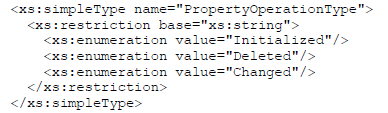 <xs:simpleType name="PropertyOperationType">
  <xs:restriction base="xs:string">
    <xs:enumeration value="Initialized"/>
    <xs:enumeration value="Deleted"/>
    <xs:enumeration value="Changed"/>
  </xs:restriction>
</xs:simpleType>